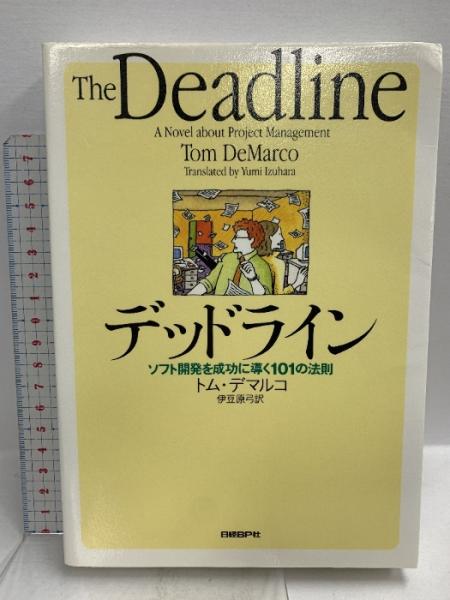 The Deadline
A Novel about Project Management
Tom DeMarco
Translated by Yumi Izuhara
デッドライン
ソフト開発を成功に導く101の法則
トム・デマルコ
伊豆原弓訳
日経BP社